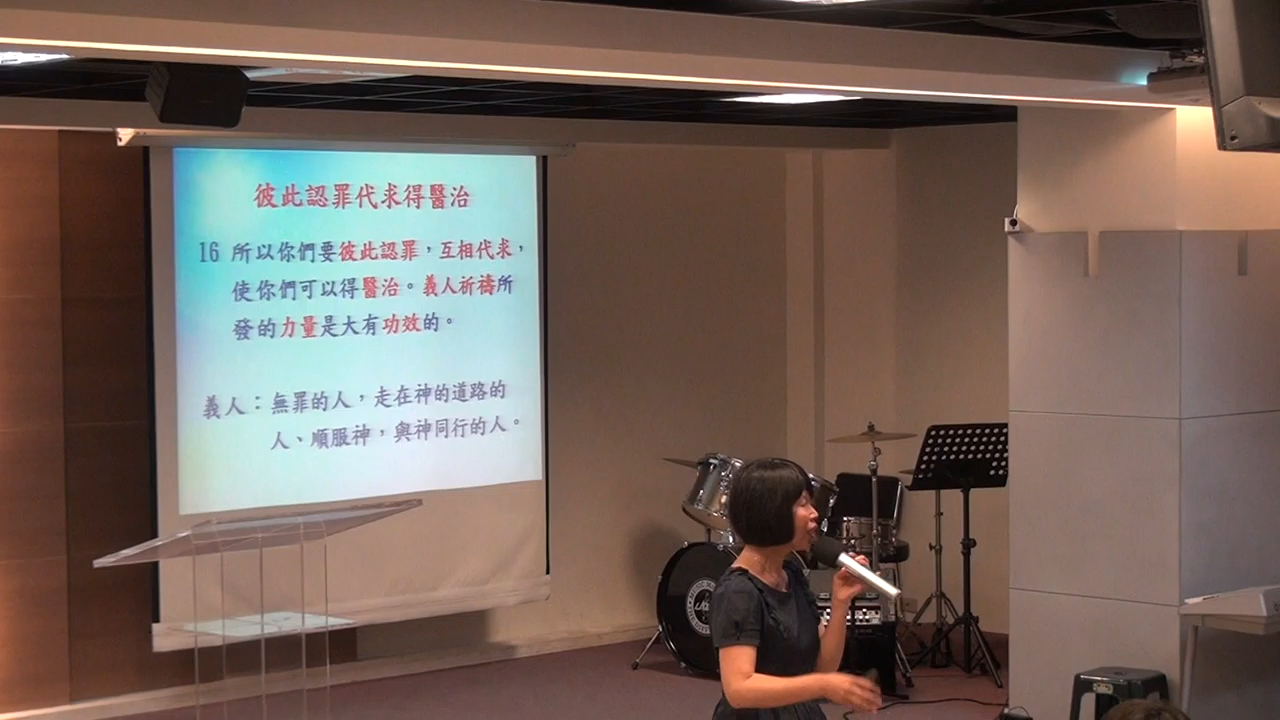 彼此認罪代求得醫治
16 所以你們要彼此認罪，互相代求，
使你們可以得醫治。義人祈禱所
發的力量是大有功效的。
義人：無罪的人，走在神的道路的
人、順服神，與神同行的人。